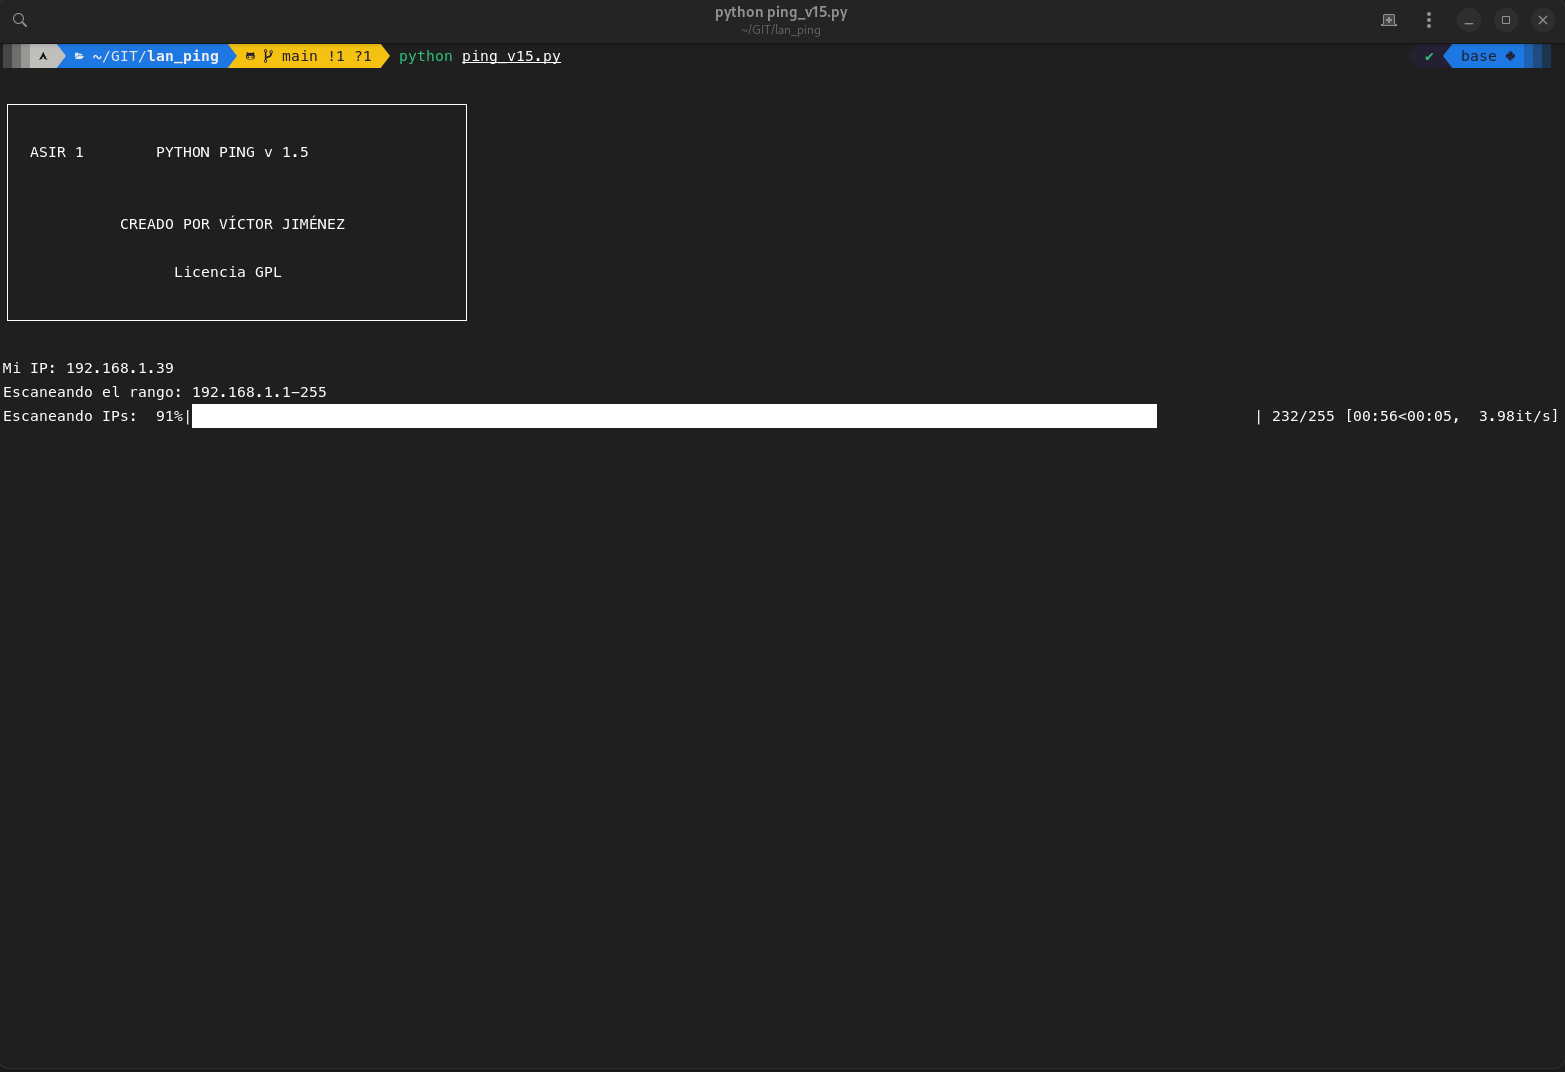 python ping_v15.py
~/GIT/lan_ping
~/GIT/lan_ping main !1 ?1 python ping_v15.py ✔ base
ASIR 1 PYTHON PING v 1.5
CREADO POR VÍCTOR JIMÉNEZ
Licencia GPL
Mi IP: 192.168.1.39
Escaneando el rango: 192.168.1.1-255
Escaneando IPs: 91%| | 232/255 [00:56<00:05, 3.98it/s]